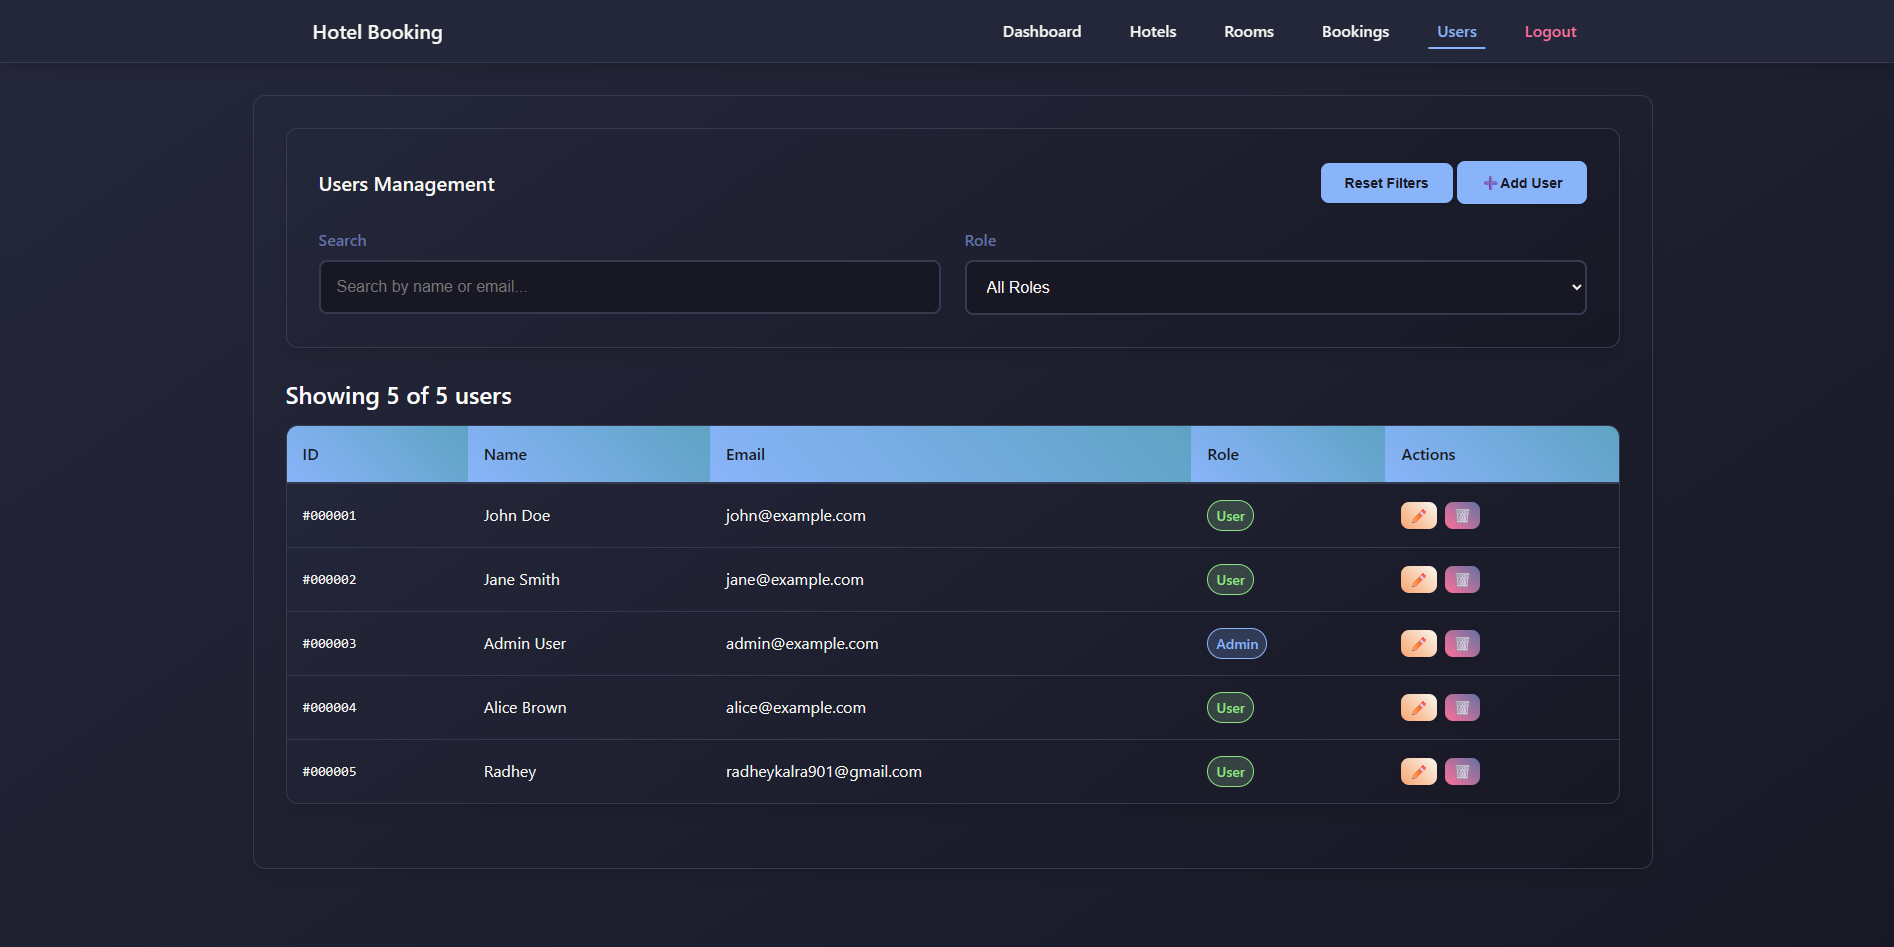 Hotel Booking Dashboard Hotels Rooms Bookings Users Logout
Users Management Reset Filters ➕Add User
Search Role
Search by name or email... All Roles
Showing 5 of 5 users
ID Name Email Role Actions
#000001 John Doe john@example.com User
#000002 Jane Smith jane@example.com User
#000003 Admin User admin@example.com Admin
#000004 Alice Brown alice@example.com User
#000005 Radhey radheykalra901@gmail.com User